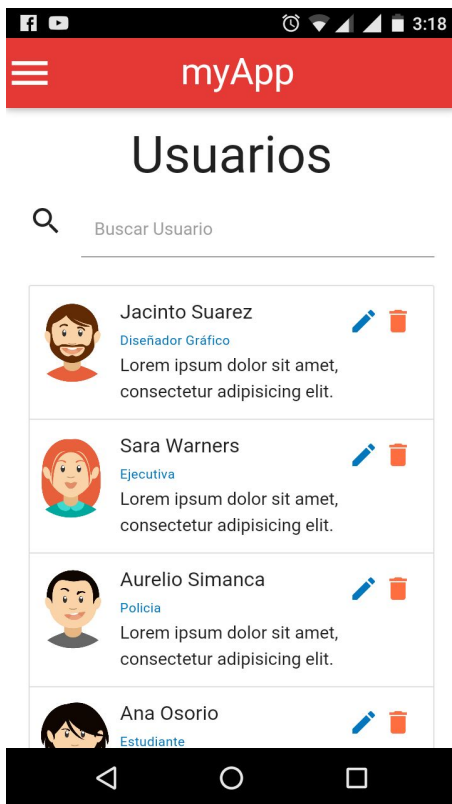 3:18
myApp
Usuarios
Buscar Usuario
Jacinto Suarez
Diseñador Gráfico
Lorem ipsum dolor sit amet,
consectetur adipisicing elit.
Sara Warners
Ejecutiva
Lorem ipsum dolor sit amet,
consectetur adipisicing elit.
Aurelio Simanca
Policia
Lorem ipsum dolor sit amet,
consectetur adipisicing elit.
Ana Osorio
Estudiante